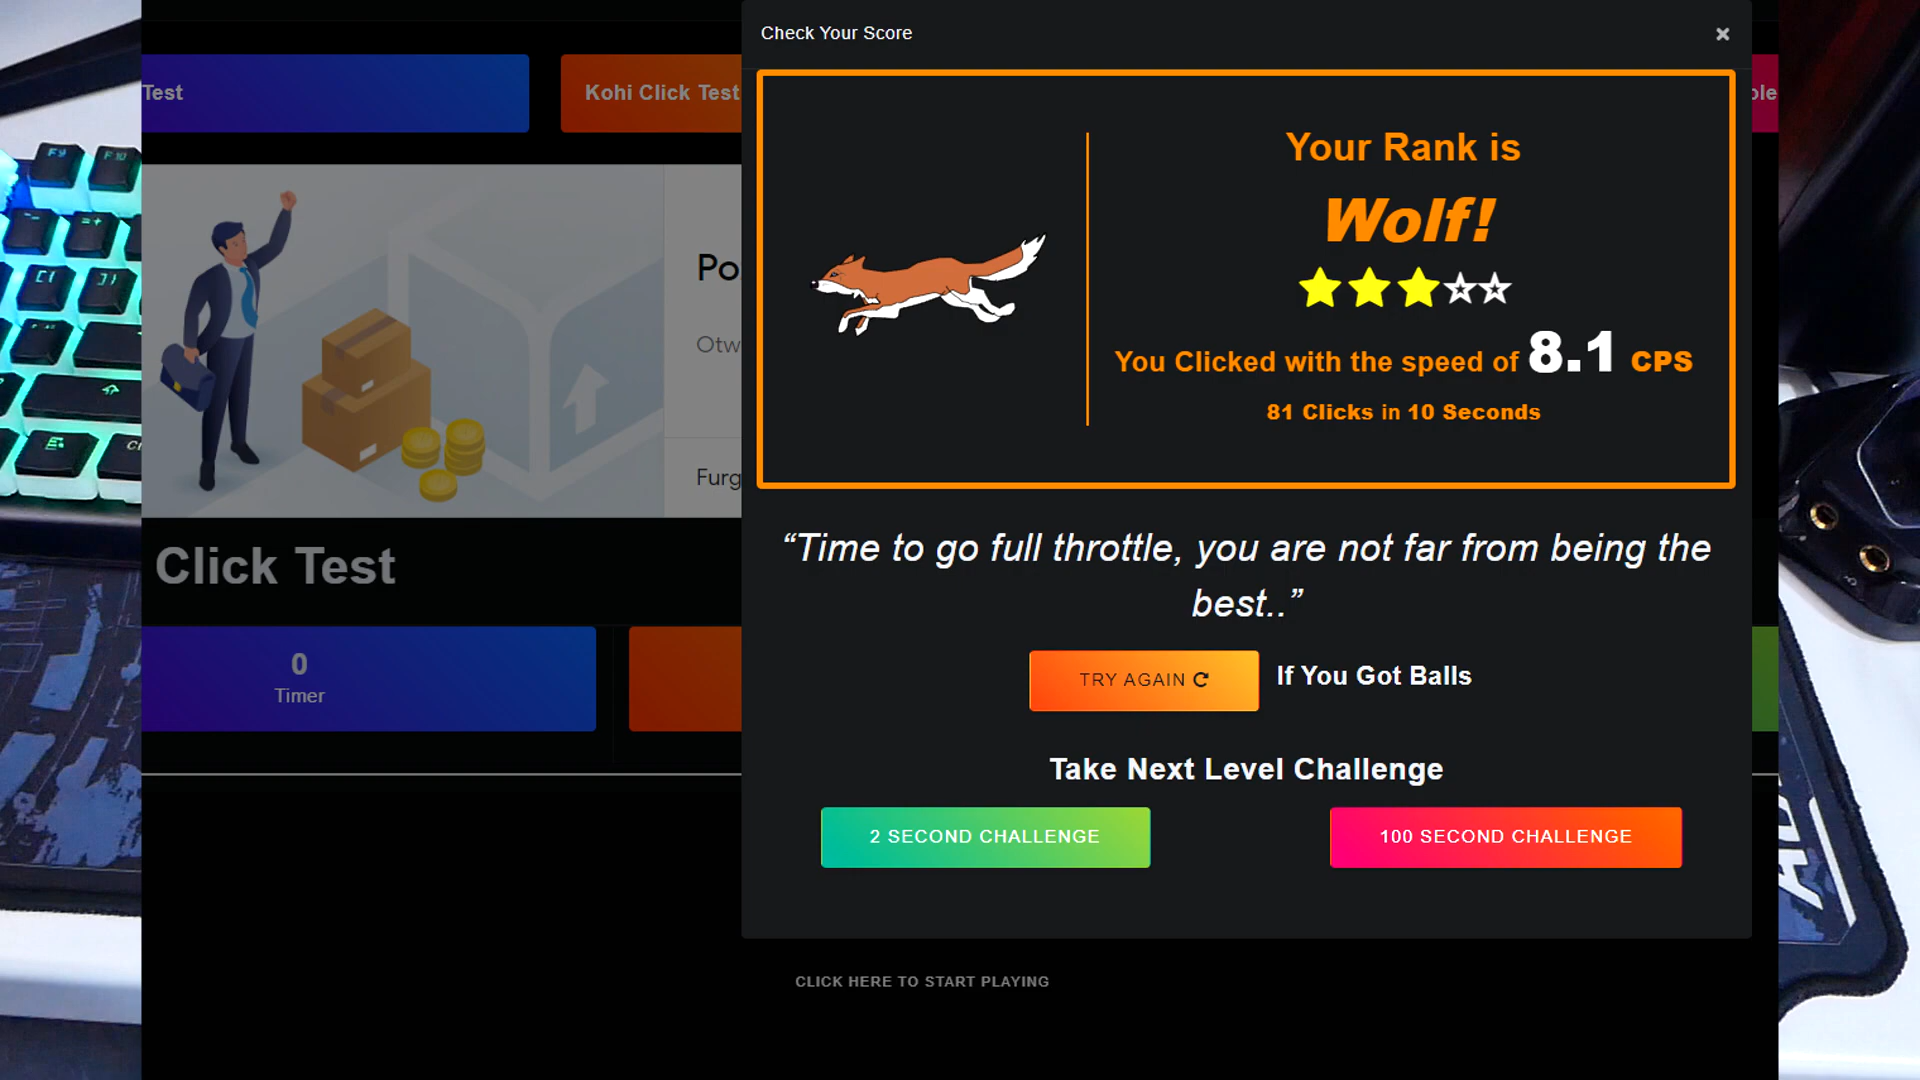 Check Your Score
×
Test
Kohi Click Test
ple
Your Rank is
Wolf!
You Clicked with the speed of 8.1 CPS
81 Clicks in 10 Seconds
Po
Otw
Furg
Click Test
“Time to go full throttle, you are not far from being the
best..”
0
Timer
TRY AGAIN
If You Got Balls
Take Next Level Challenge
2 SECOND CHALLENGE
100 SECOND CHALLENGE
CLICK HERE TO START PLAYING
F9
F10